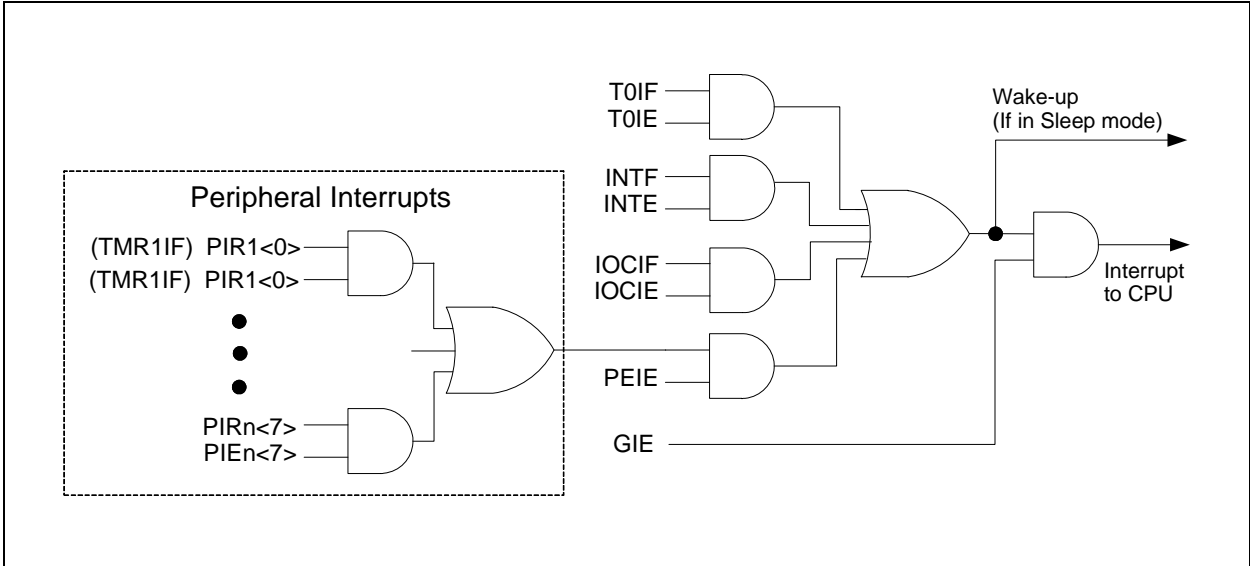 Peripheral Interrupts
(TMR1IF) PIR1<0>
(TMR1IF) PIR1<0>
PIRn<7>
PIEn<7>
T0IF
T0IE
INTF
INTE
IOCIF
IOCIE
PEIE
GIE
Wake-up
(If in Sleep mode)
Interrupt
to CPU